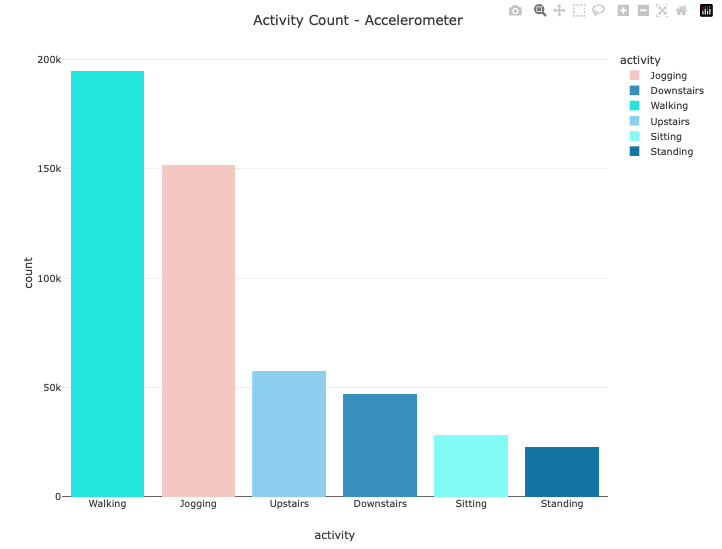 Activity Count - Accelerometer
200k
150k
100k
50k
0
count
Walking
Jogging
Upstairs
Downstairs
Sitting
Standing
activity
activity
Jogging
Downstairs
Walking
Upstairs
Sitting
Standing